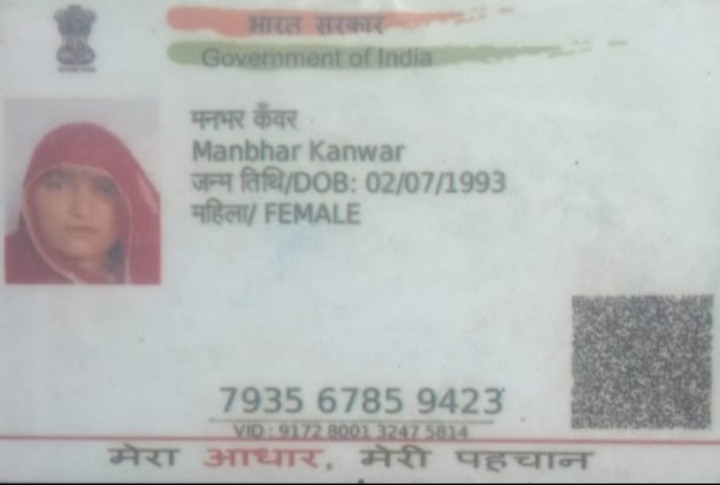 भारत सरकार
Government of India
मनभर कँवर
Manbhar Kanwar
जन्म तिथि/DOB: 02/07/1993
महिला/ FEMALE
7935 6785 9423
VID : 9172 8001 3247 5814
मेरा आधार, मेरी पहचान